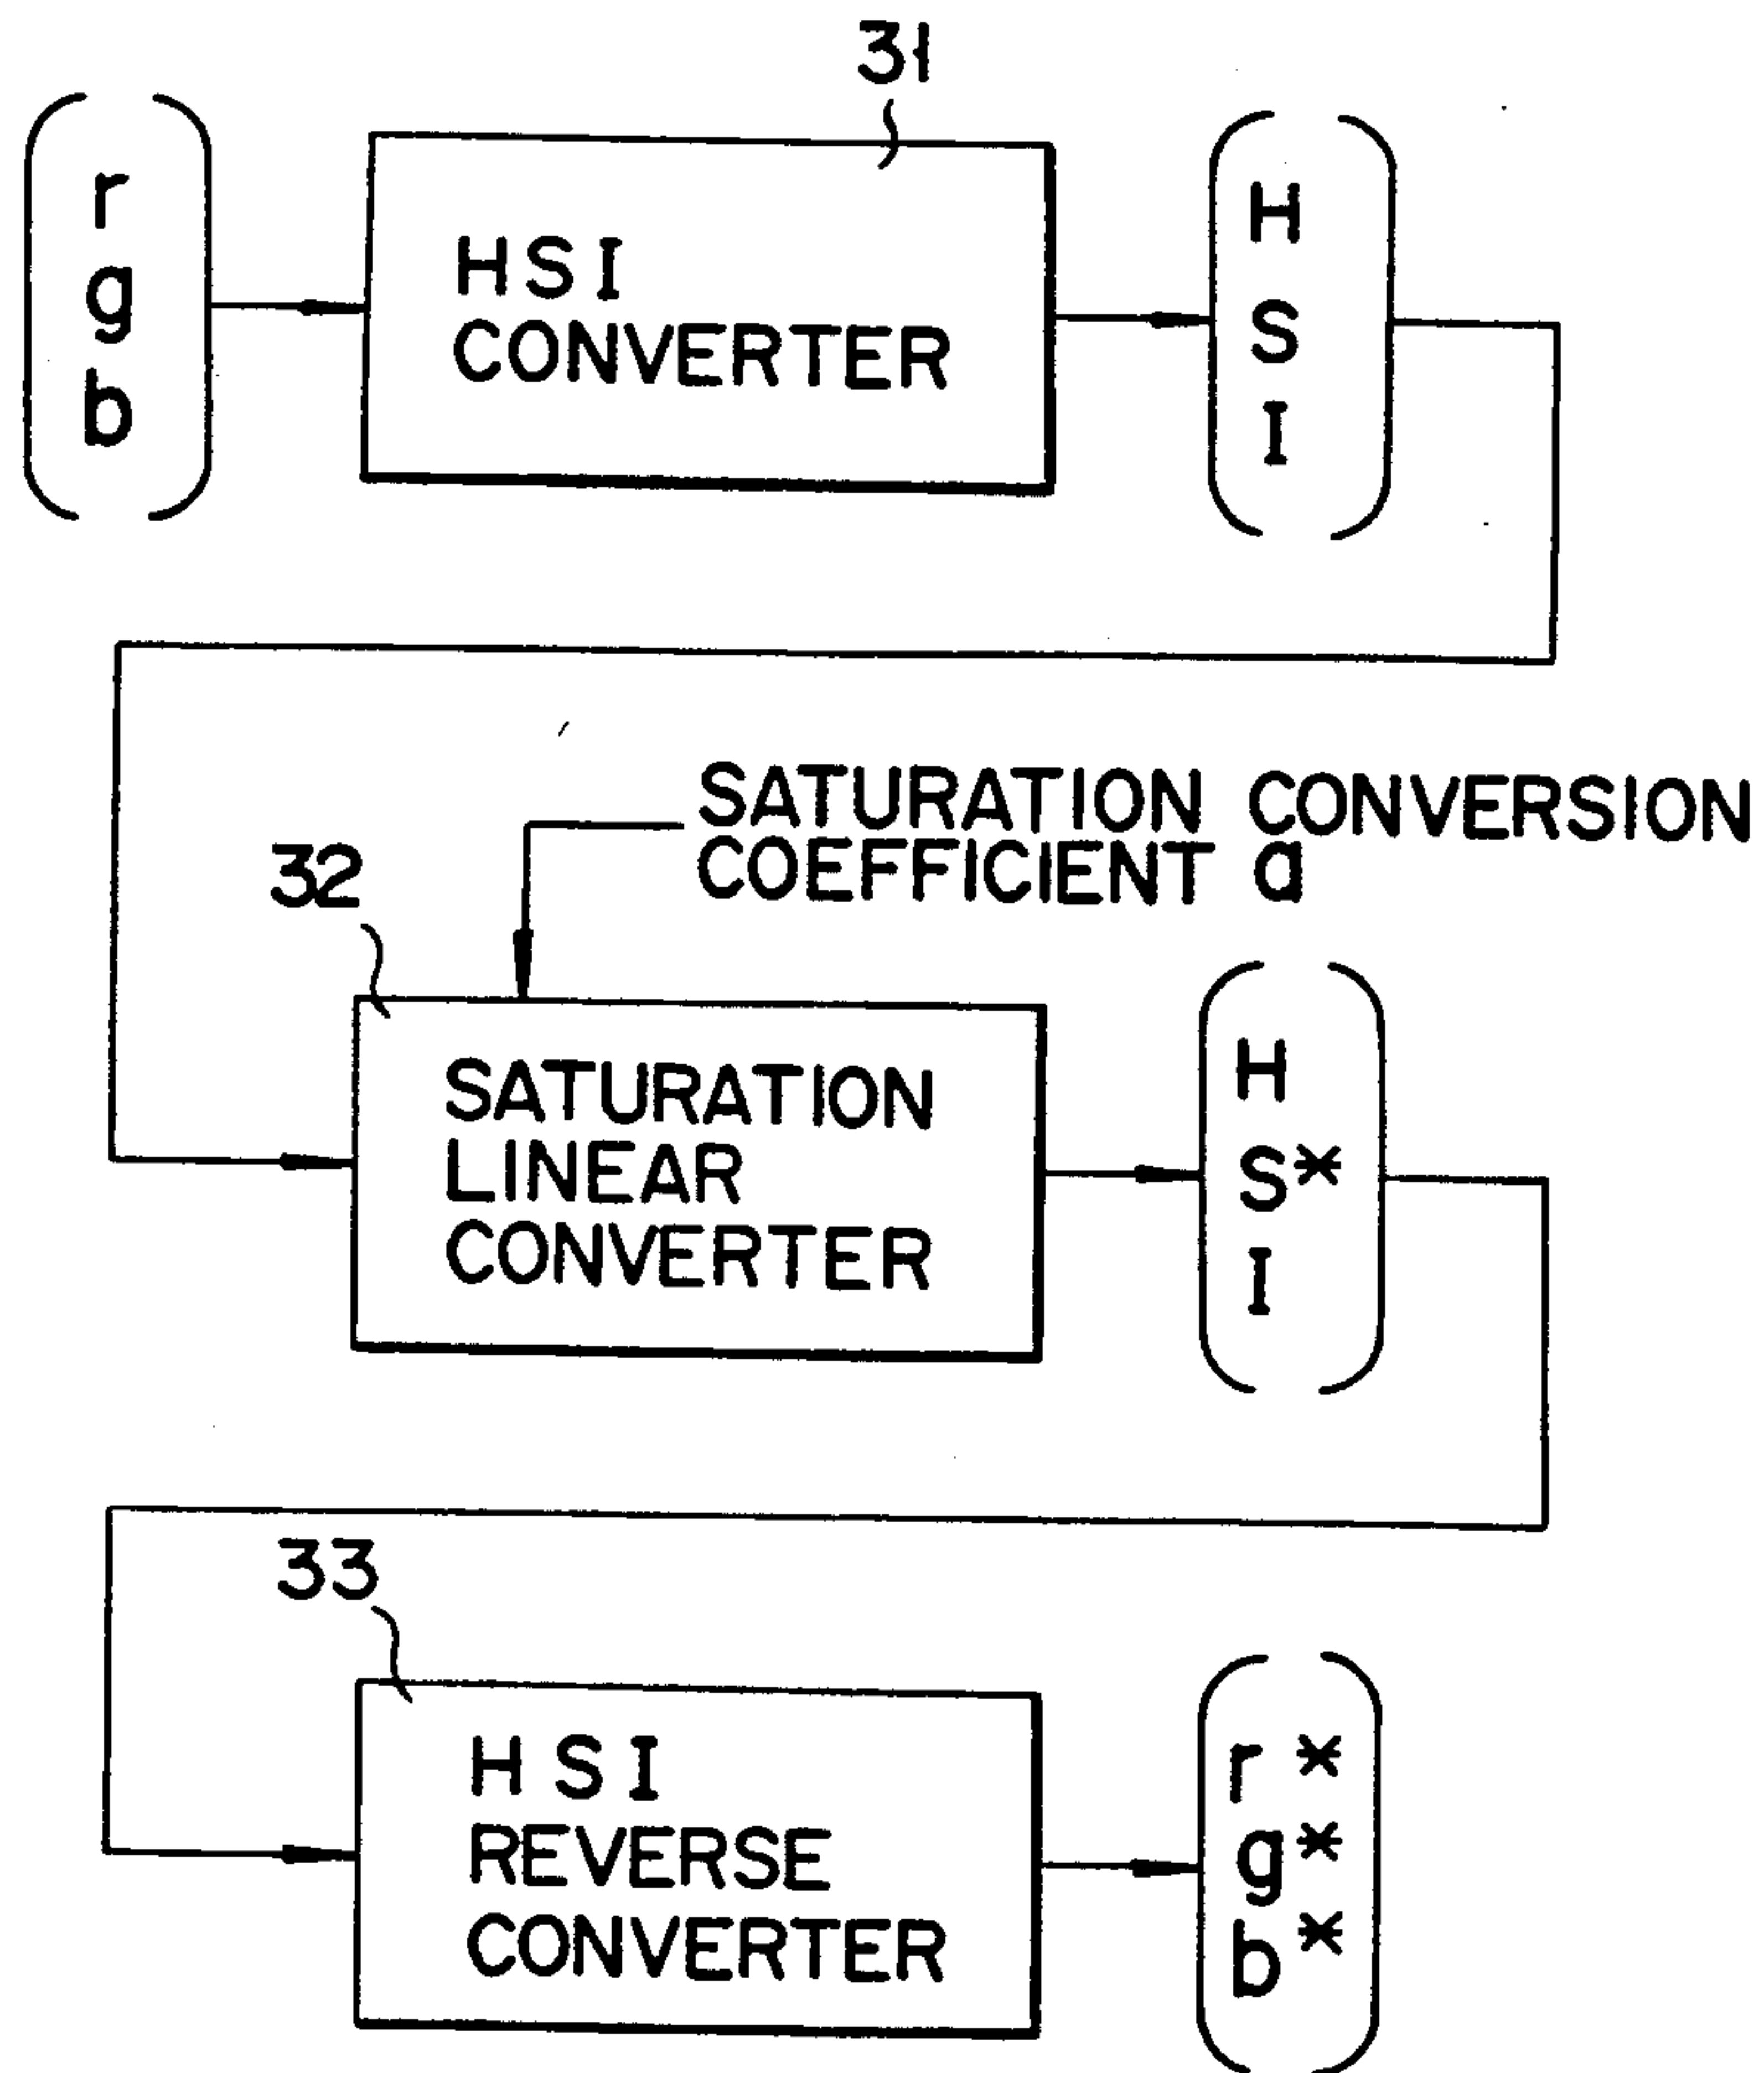 31
r
g
b
HSI
CONVERTER
H
S
I
SATURATION CONVERSION
COEFFICIENT a
32
SATURATION
LINEAR
CONVERTER
H
S*
I
33
HSI
REVERSE
CONVERTER
r*
g*
b*